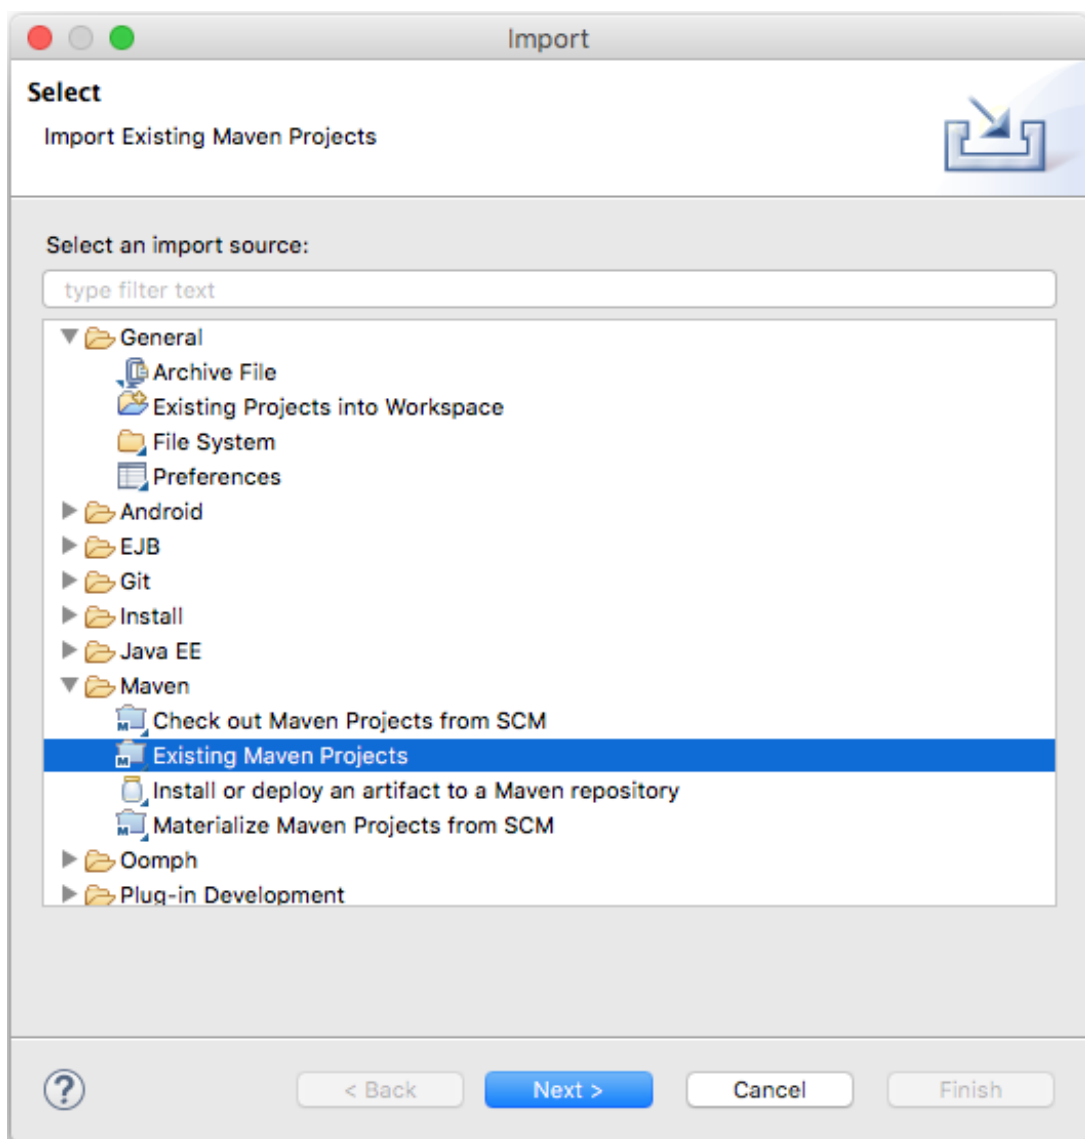 Import
Select
Import Existing Maven Projects
Select an import source:
type filter text
General
Archive File
Existing Projects into Workspace
File System
Preferences
Android
EJB
Git
Install
Java EE
Maven
Check out Maven Projects from SCM
Existing Maven Projects
Install or deploy an artifact to a Maven repository
Materialize Maven Projects from SCM
Oomph
Plug-in Development
? < Back Next > Cancel Finish